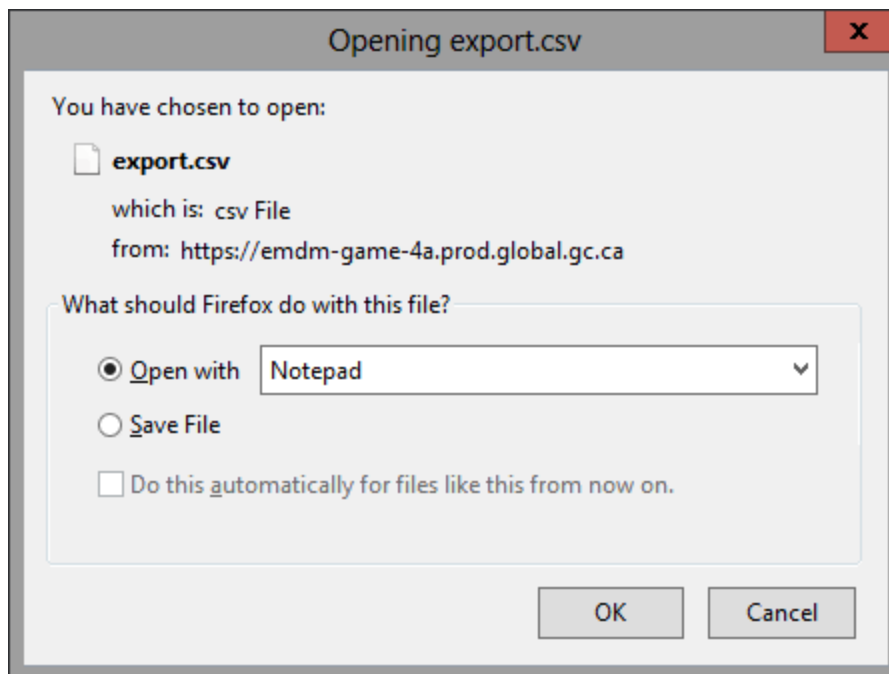 Opening export.csv
x
You have chosen to open:
export.csv
which is: csv File
from: https://emdm-game-4a.prod.global.gc.ca
What should Firefox do with this file?
Open with Notepad
Save File
Do this automatically for files like this from now on.
OK Cancel